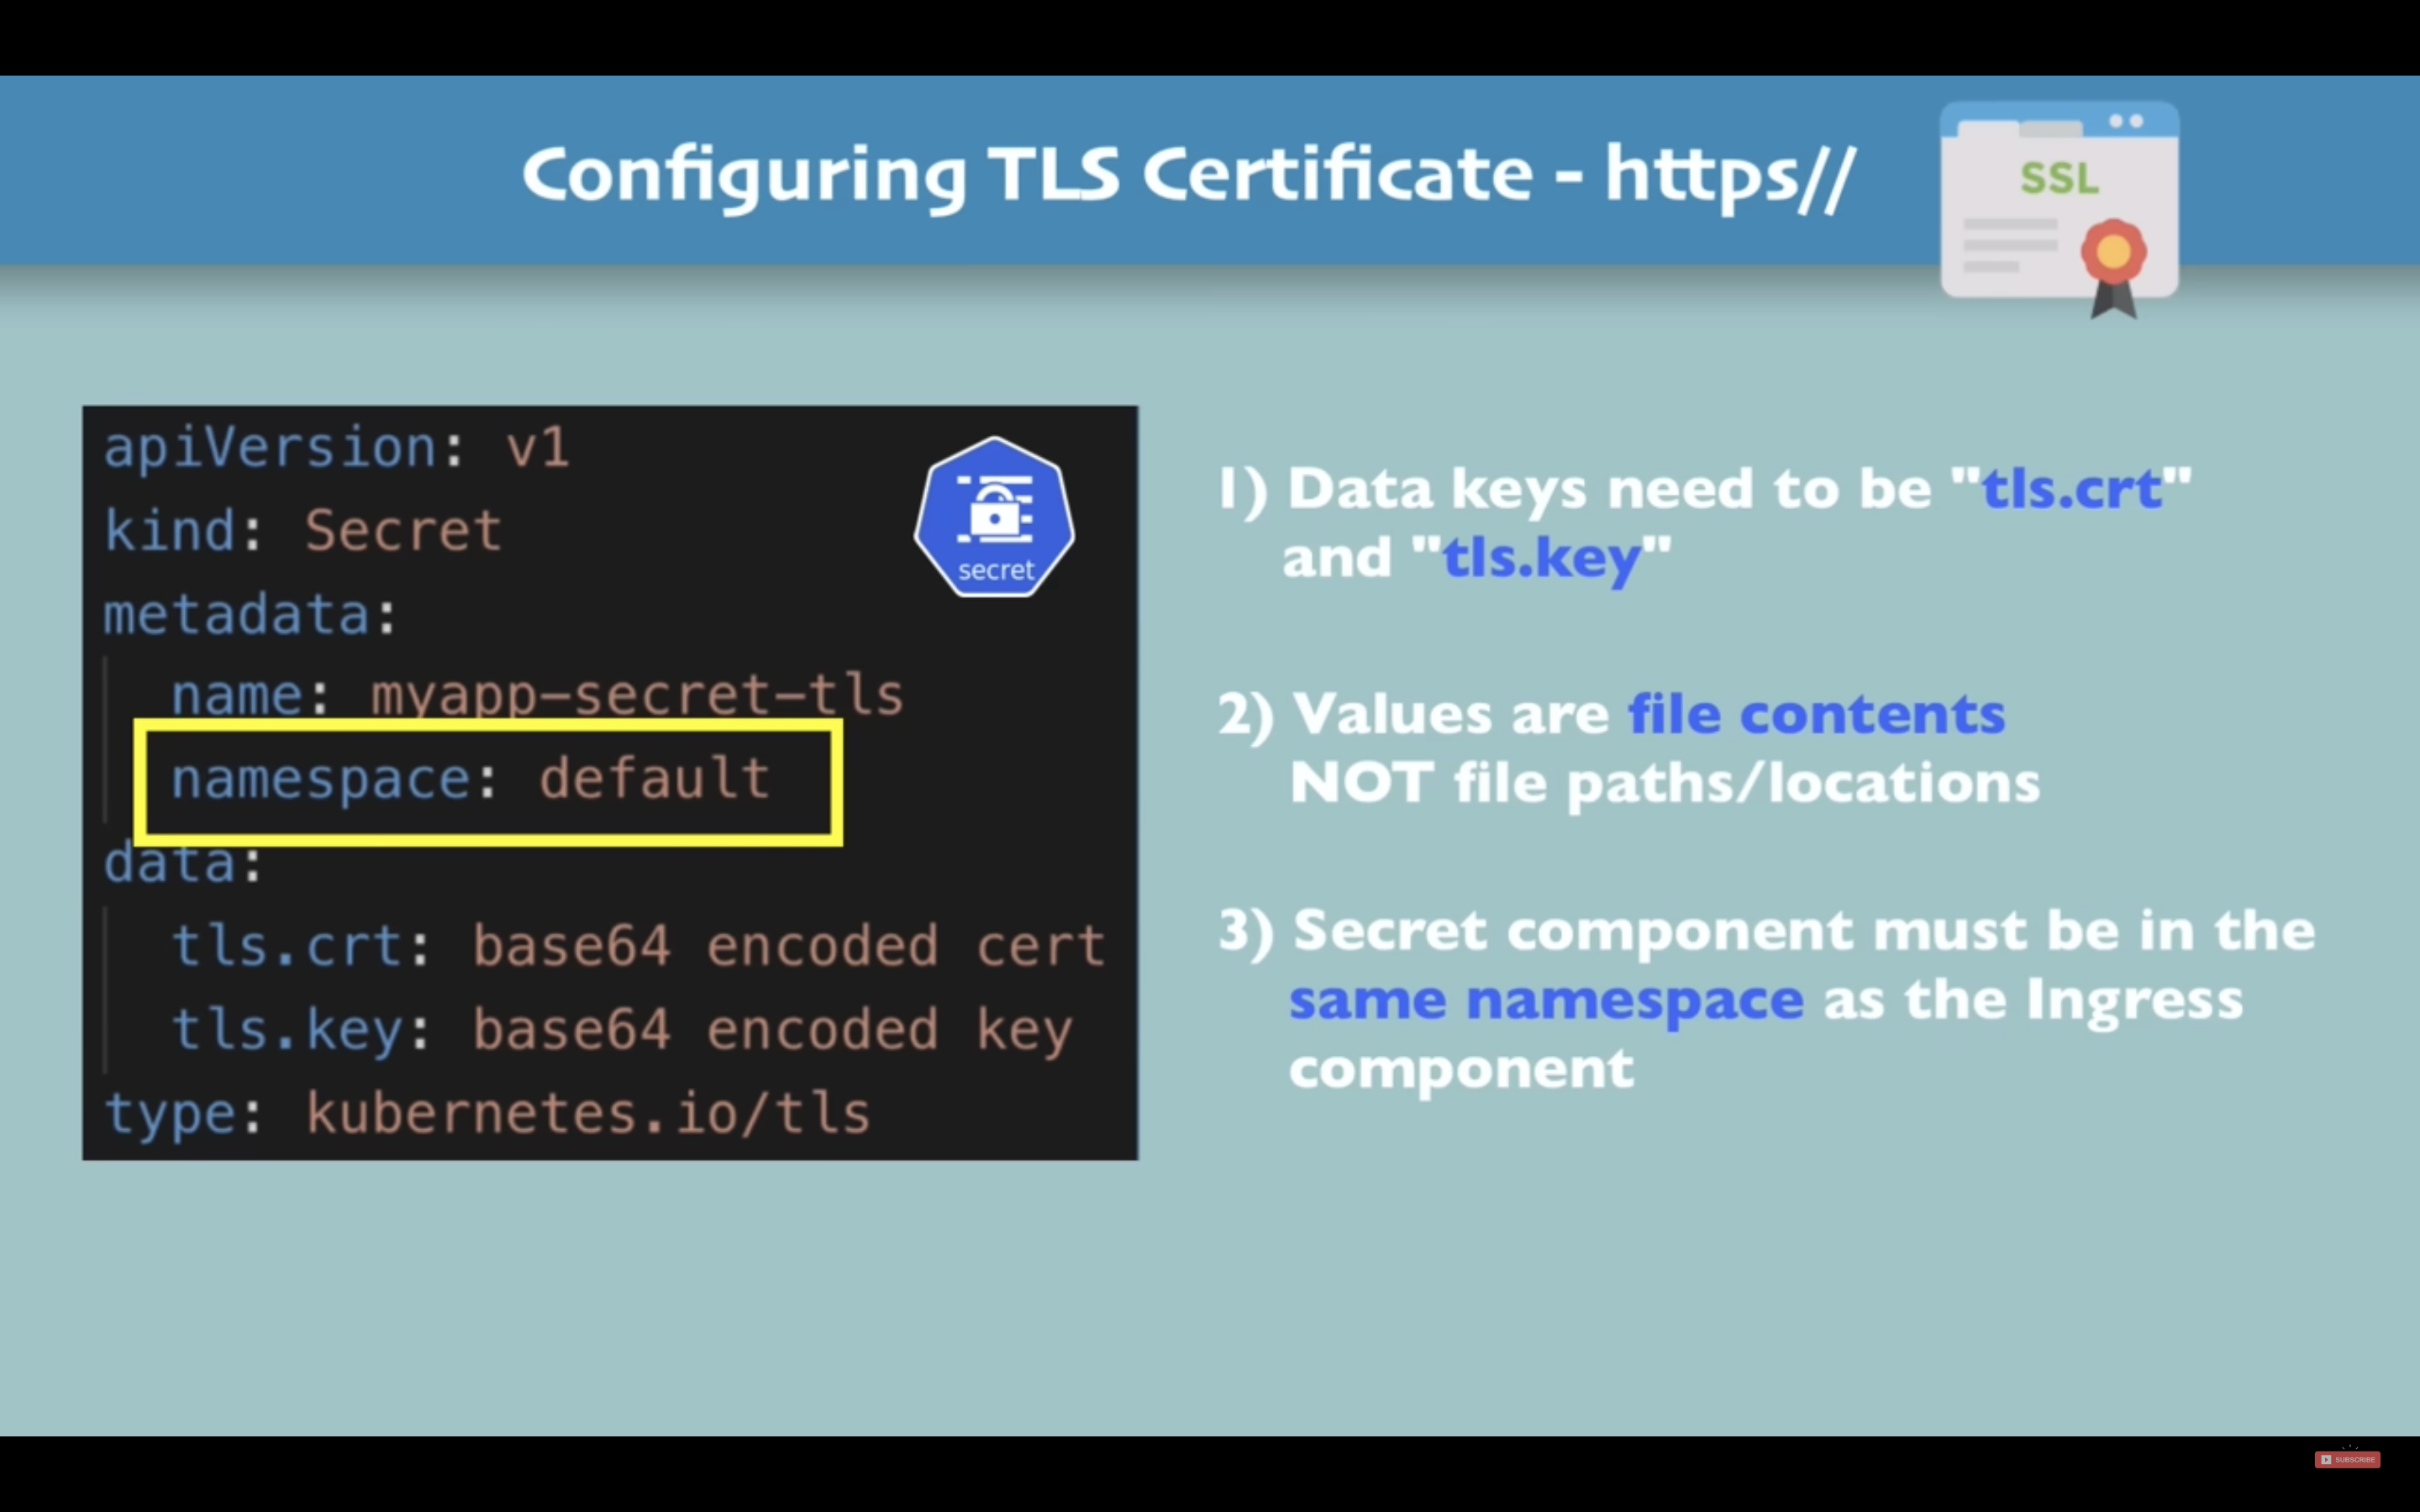 Configuring TLS Certificate - https//
SSL
apiVersion: v1
kind: Secret
metadata:
name: myapp-secret-tls
namespace: default
data:
tls.crt: base64 encoded cert
tls.key: base64 encoded key
type: kubernetes.io/tls
secret
1) Data keys need to be "tls.crt"
and "tls.key"
2) Values are file contents
NOT file paths/locations
3) Secret component must be in the
same namespace as the Ingress
component
SUBSCRIBE